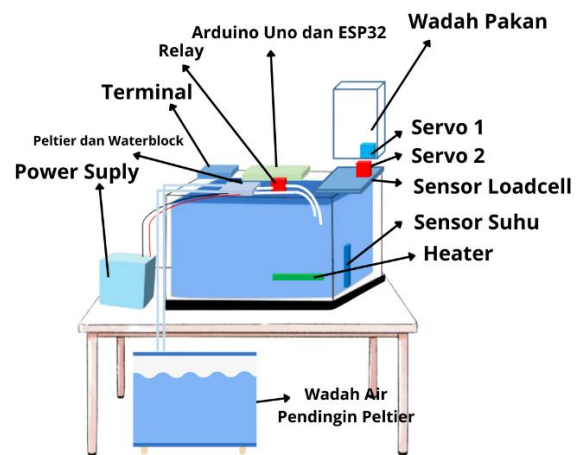 Wadah Pakan
Arduino Uno dan ESP32
Relay
Terminal
Peltier dan Waterblock
Power Suply
Servo 1
Servo 2
Sensor Loadcell
Sensor Suhu
Heater
Wadah Air
Pendingin Peltier